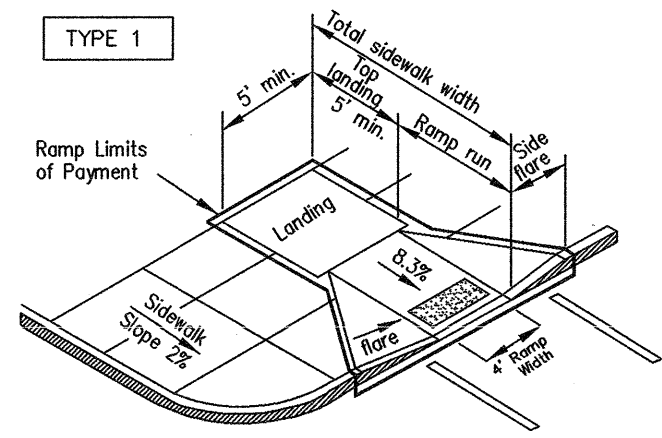 TYPE 1
Total sidewalk width
5' min.
Top
landing
5' min.
Ramp run
Side
flare
Ramp Limits
of Payment
Landing
8.3%
Sidewalk
Slope 2%
flare
4' Ramp
Width